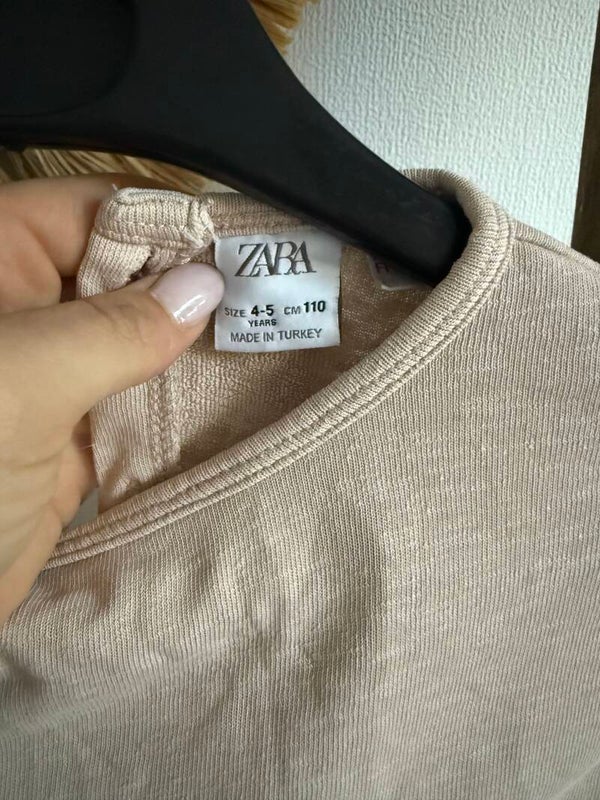 ZARA
SIZE 4-5 CM 110
YEARS
MADE IN TURKEY